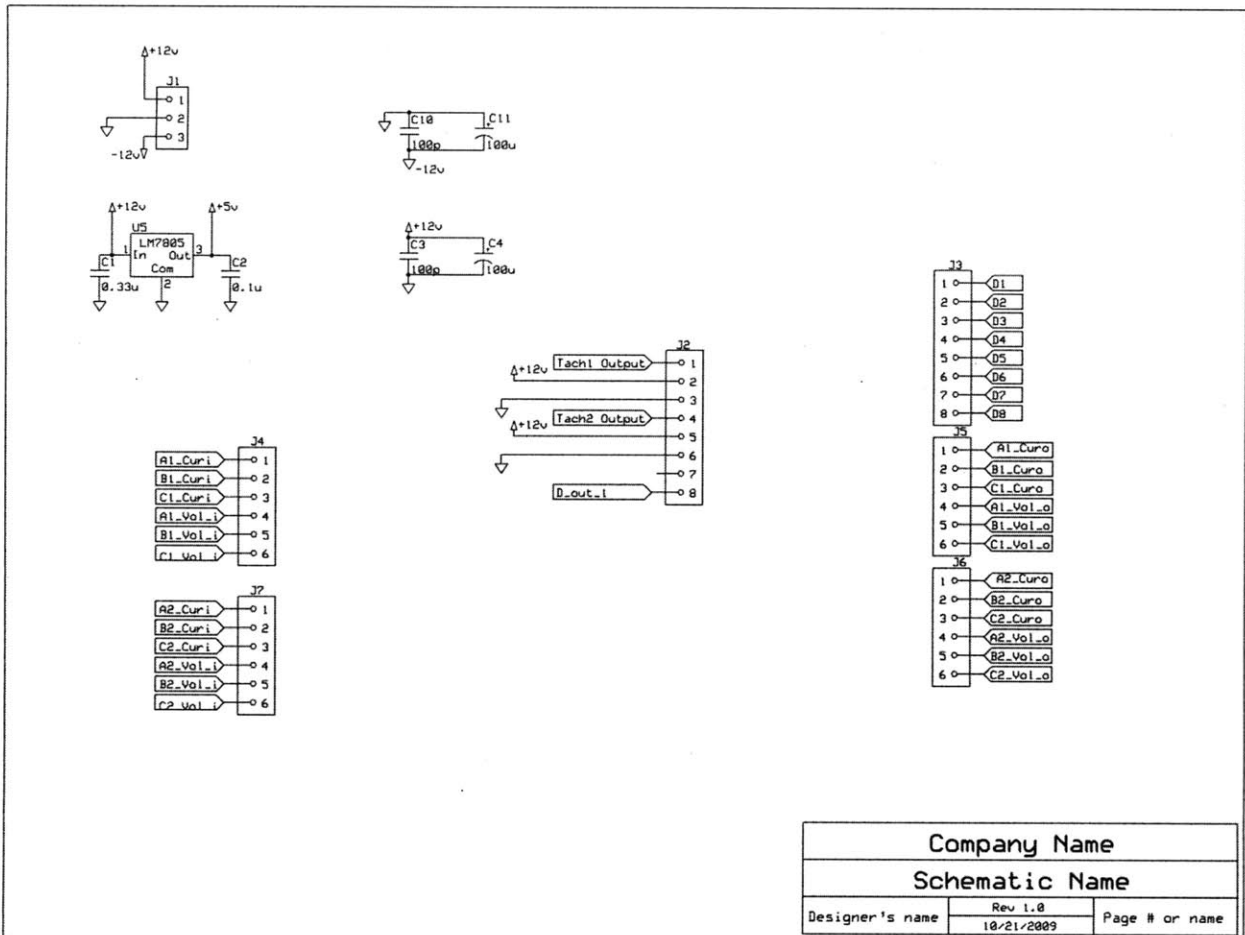 +12v
J1
1
2
3
-12v
C10
100p
C11
100u
-12v
+12v
+5v
U5
LM7805
1 In Out 3
Com
2
C1
0.33u
C2
0.1u
+12v
C3
100p
C4
100u
J2
Tach1 Output 1
+12v 2
3
Tach2 Output 4
+12v 5
6
7
D_out_1 8
J3
1 D1
2 D2
3 D3
4 D4
5 D5
6 D6
7 D7
8 D8
J4
A1_Curi 1
B1_Curi 2
C1_Curi 3
A1_Vol_i 4
B1_Vol_i 5
C1_Vol_i 6
J5
1 A1_Curo
2 B1_Curo
3 C1_Curo
4 A1_Vol_o
5 B1_Vol_o
6 C1_Vol_o
J7
A2_Curi 1
B2_Curi 2
C2_Curi 3
A2_Vol_i 4
B2_Vol_i 5
C2_Vol_i 6
J6
1 A2_Curo
2 B2_Curo
3 C2_Curo
4 A2_Vol_o
5 B2_Vol_o
6 C2_Vol_o
Company Name
Schematic Name
Designer's name
Rev 1.0
10/21/2009
Page # or name